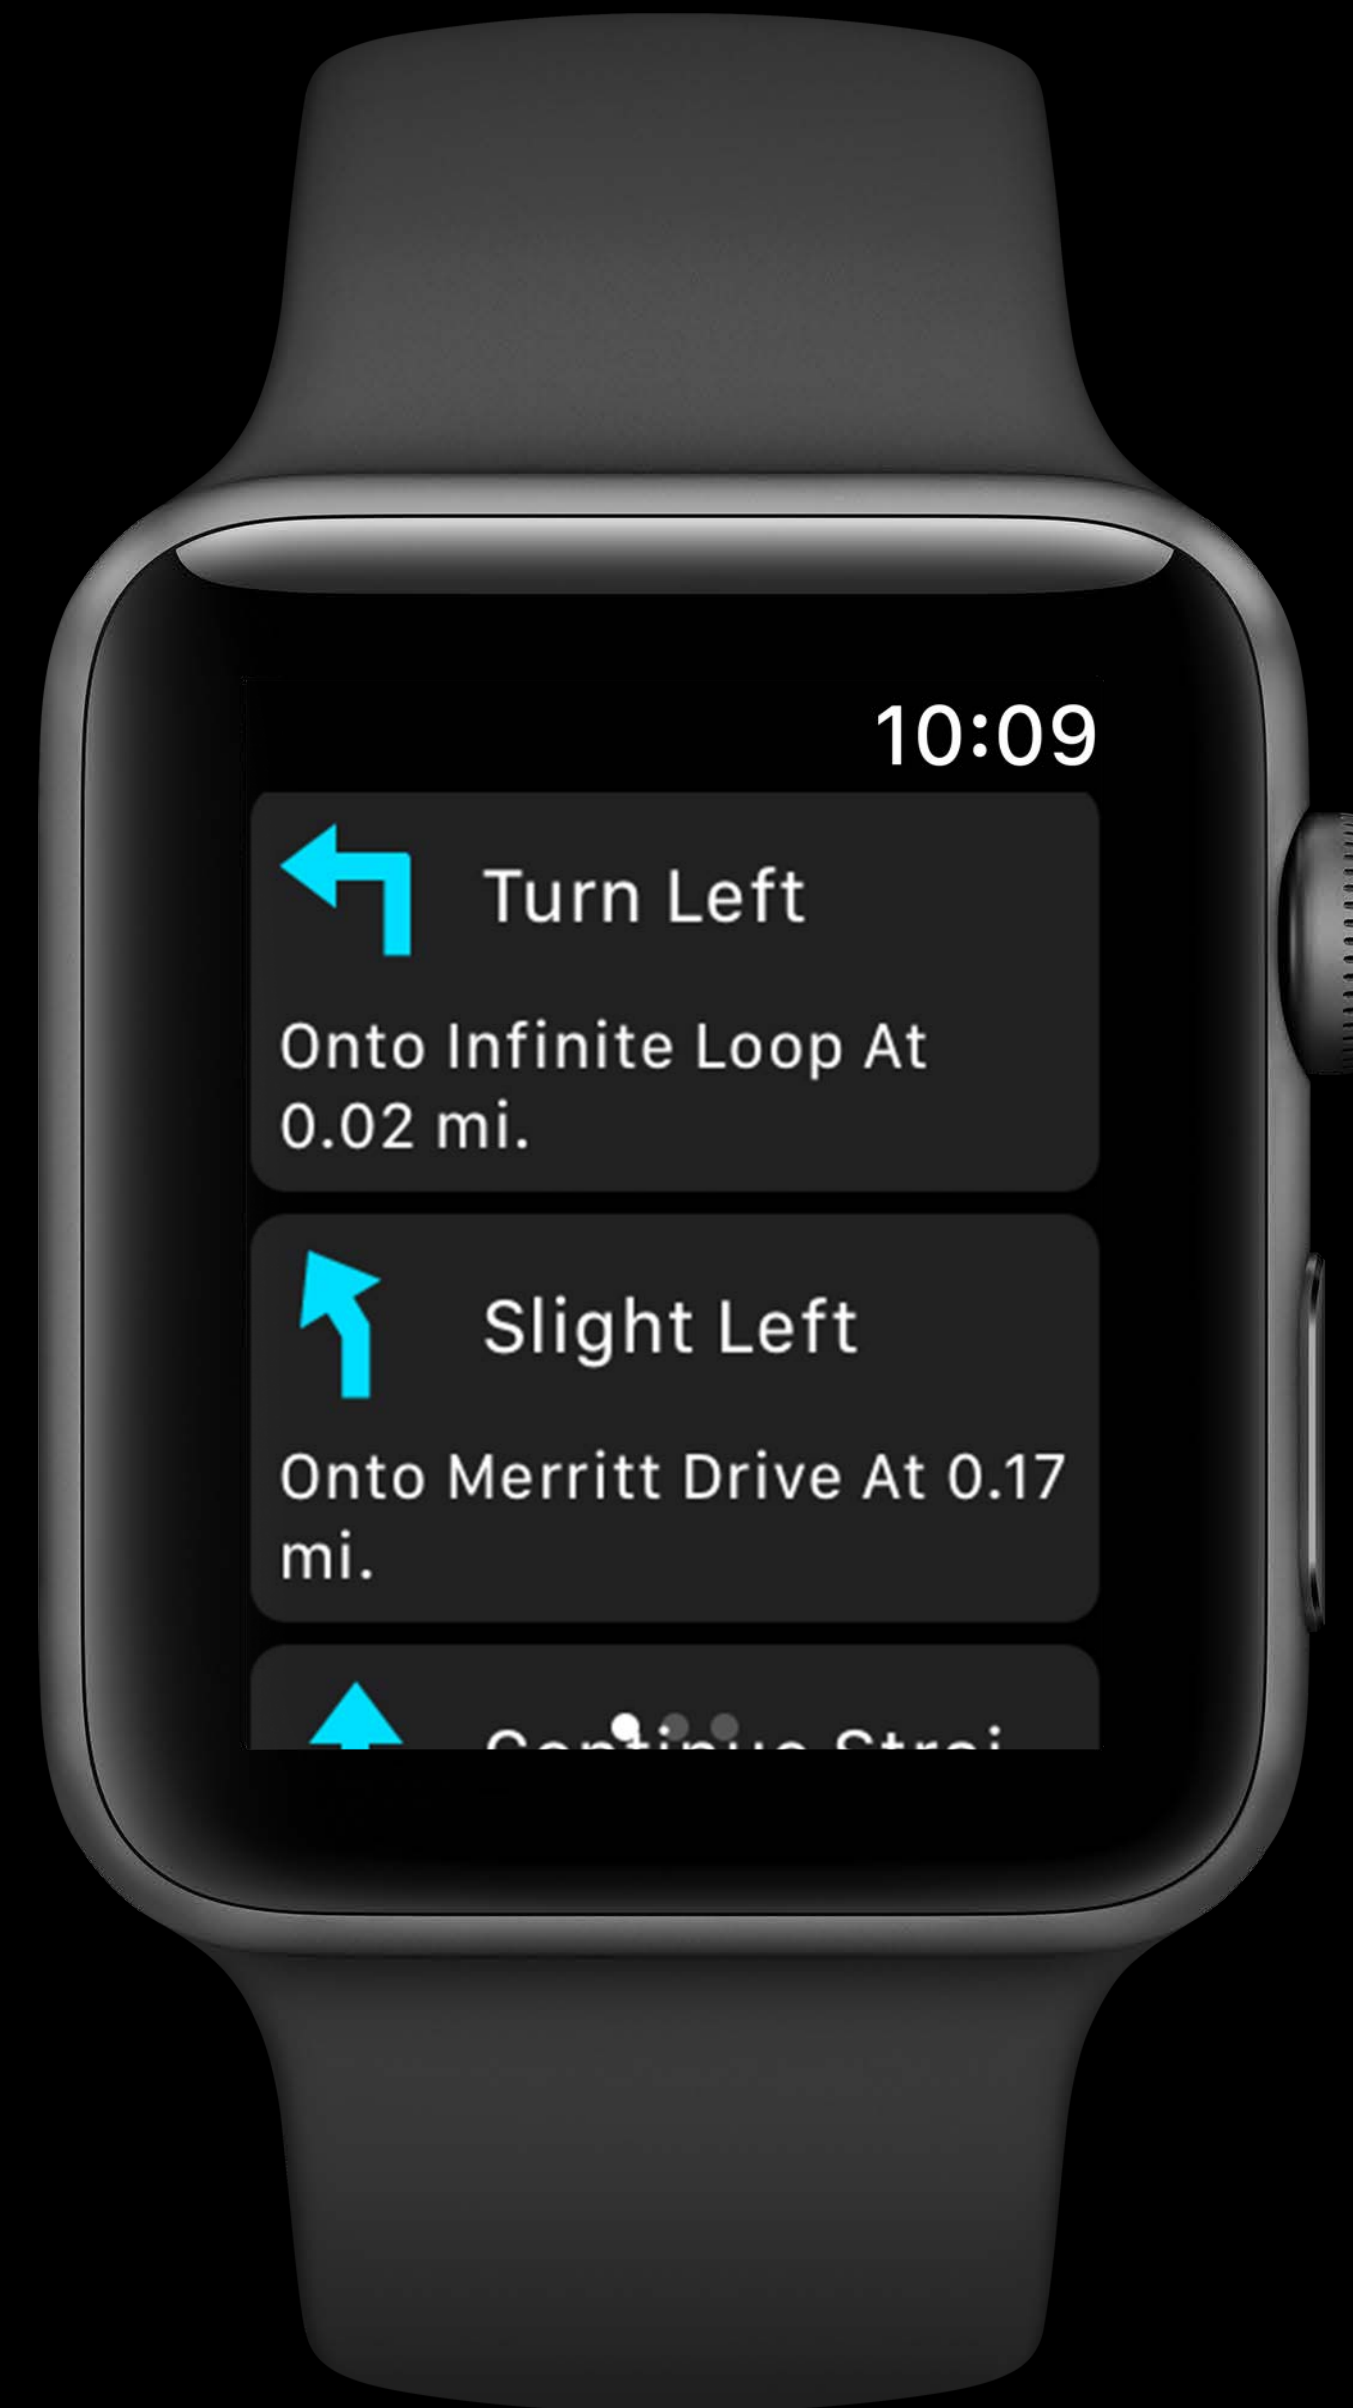 10:09
Turn Left
Onto Infinite Loop At
0.02 mi.
Slight Left
Onto Merritt Drive At 0.17
mi.
Continue